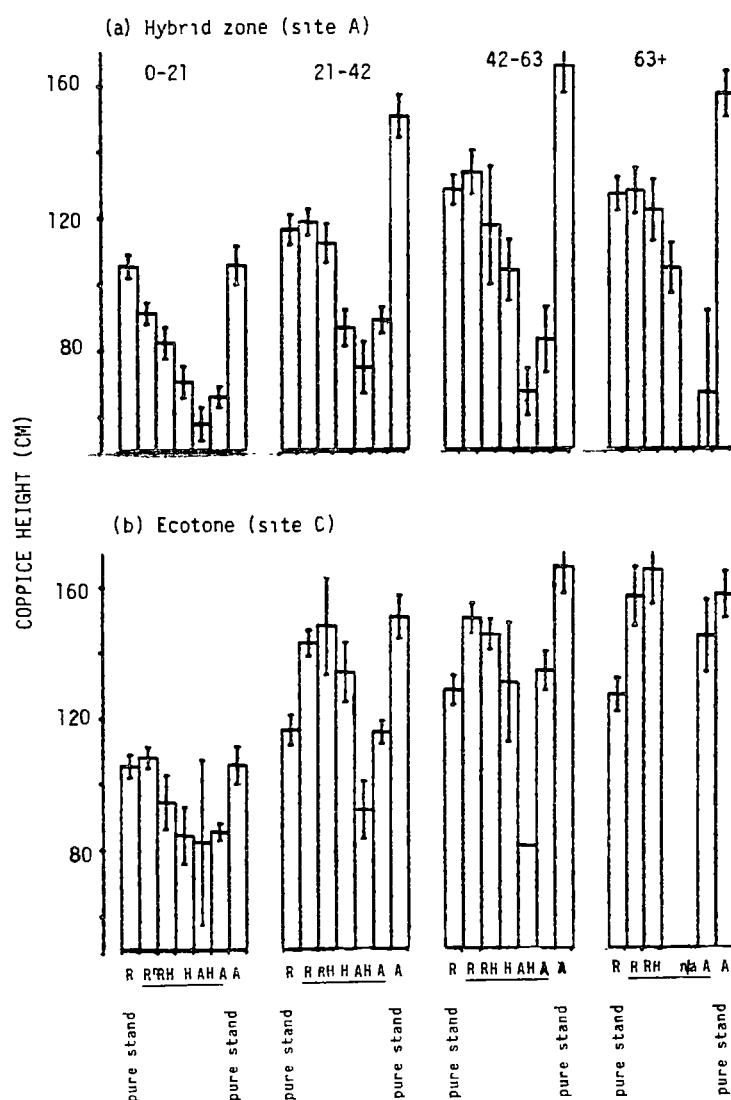 (a) Hybrid zone (site A)
0-21 21-42 42-63 63+
160
120
80
COPPICE HEIGHT (CM)
(b) Ecotone (site C)
160
120
80
R R RH H AH A A
R R RH H AH A A
R R RH H AH A A
R R RH n/a A A
pure stand pure stand pure stand pure stand pure stand pure stand pure stand pure stand